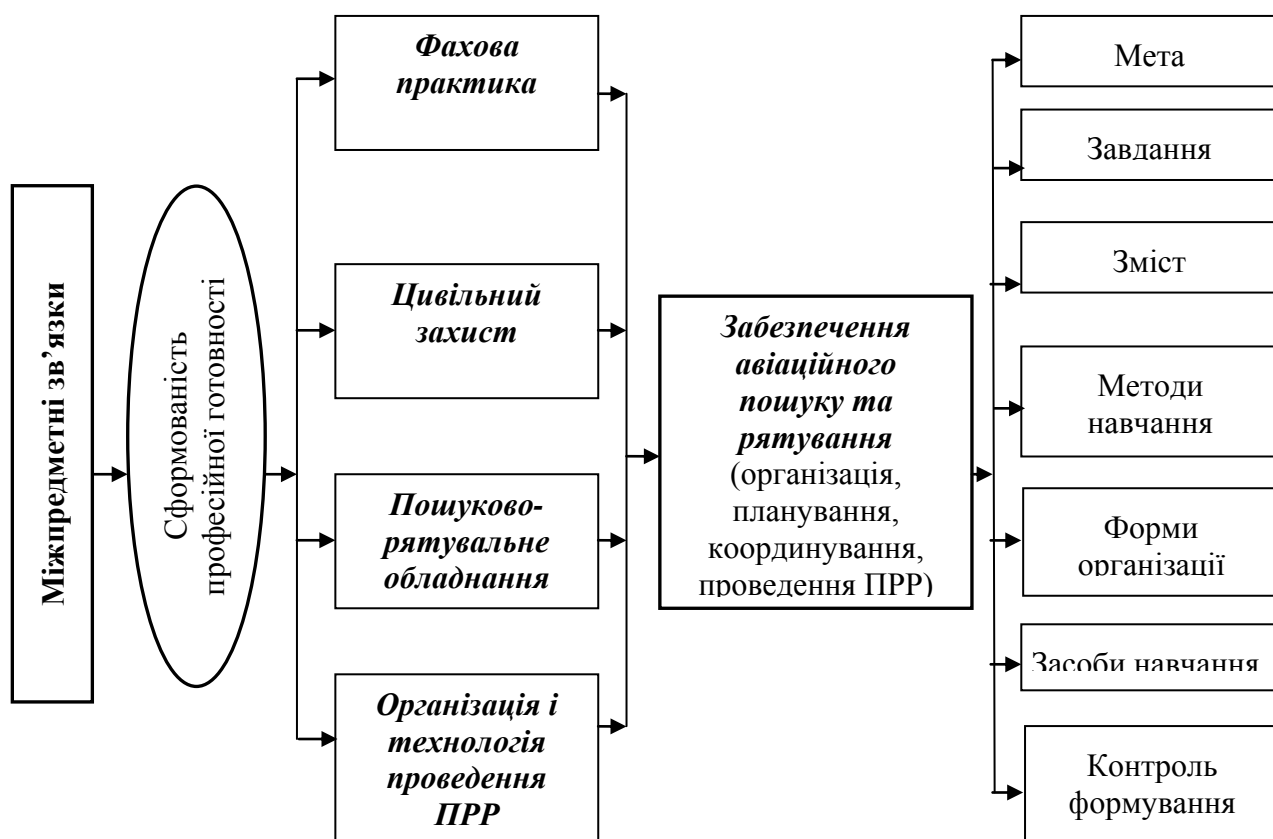 Міжпредметні зв’язки
Сформованість
професійної готовності
Фахова
практика
Цивільний
захист
Пошуково-
рятувальне
обладнання
Організація і
технологія
проведення
ПРР
Забезпечення
авіаційного
пошуку та
рятування
(організація,
планування,
координування,
проведення ПРР)
Мета
Завдання
Зміст
Методи
навчання
Форми
організації
Засоби навчання
Контроль
формування